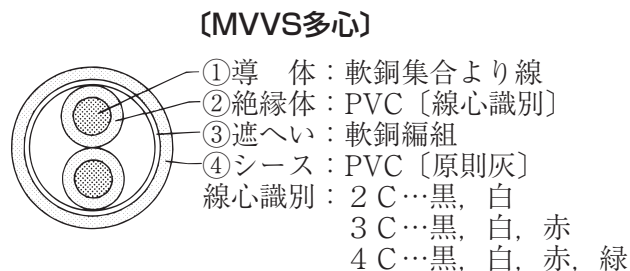 〔MVVS多心〕
①導　体：軟銅集合より線
②絶縁体：PVC〔線心識別〕
③遮へい：軟銅編組
④シース：PVC〔原則灰〕
線心識別：２C…黒，白
３C…黒，白，赤
４C…黒，白，赤，緑